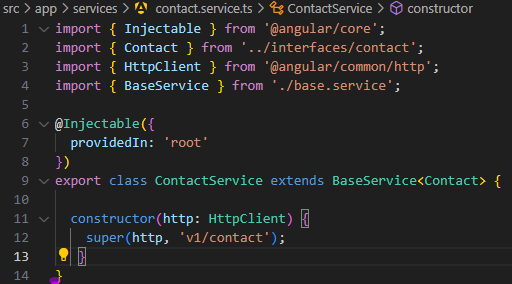 src > app > services > contact.service.ts > ContactService > constructor
1 import { Injectable } from '@angular/core';
2 import { Contact } from '../interfaces/contact';
3 import { HttpClient } from '@angular/common/http';
4 import { BaseService } from './base.service';
5
6 @Injectable({
7 providedIn: 'root'
8 })
9 export class ContactService extends BaseService<Contact> {
10
11 constructor(http: HttpClient) {
12 super(http, 'v1/contact');
13 }
14 }